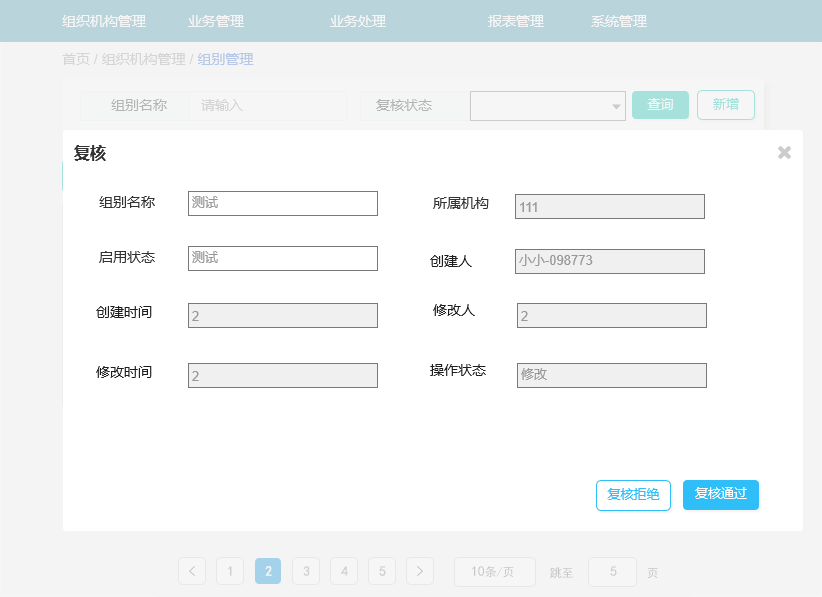 组织机构管理 业务管理 业务处理 报表管理 系统管理
首页 / 组织机构管理 / 组别管理
组别名称 请输入 复核状态 查询 新增
复核
组别名称 测试 所属机构 111
启用状态 测试 创建人 小小-098773
创建时间 2 修改人 2
修改时间 2 操作状态 修改
复核拒绝 复核通过
1 2 3 4 5 10条/页 跳至 5 页